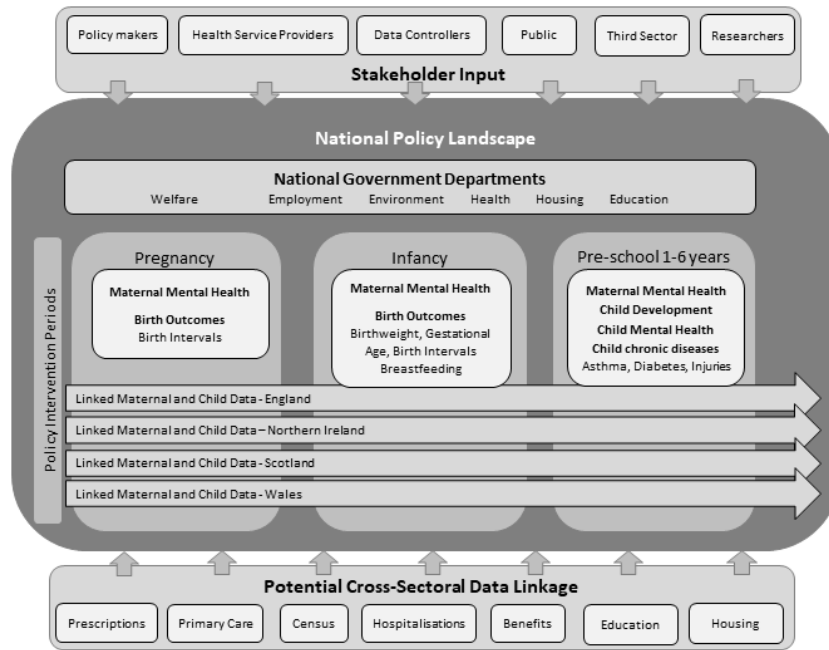 Policy makers
Health Service Providers
Data Controllers
Public
Third Sector
Researchers
Stakeholder Input
National Policy Landscape
National Government Departments
Welfare Employment Environment Health Housing Education
Policy Intervention Periods
Pregnancy
Maternal Mental Health
Birth Outcomes
Birth Intervals
Infancy
Maternal Mental Health
Birth Outcomes
Birthweight, Gestational
Age, Birth Intervals
Breastfeeding
Pre-school 1-6 years
Maternal Mental Health
Child Development
Child Mental Health
Child chronic diseases
Asthma, Diabetes, Injuries
Linked Maternal and Child Data - England
Linked Maternal and Child Data – Northern Ireland
Linked Maternal and Child Data - Scotland
Linked Maternal and Child Data - Wales
Potential Cross-Sectoral Data Linkage
Prescriptions
Primary Care
Census
Hospitalisations
Benefits
Education
Housing